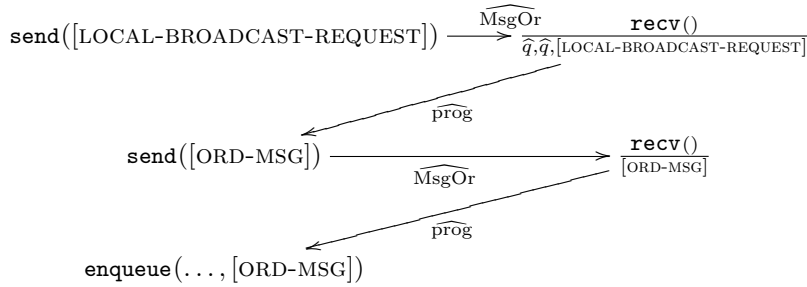 send([LOCAL-BROADCAST-REQUEST]) MsgOr recv()
q̂,q̂,[LOCAL-BROADCAST-REQUEST]
prog
send([ORD-MSG]) MsgOr recv()
[ORD-MSG]
prog
enqueue(..., [ORD-MSG])